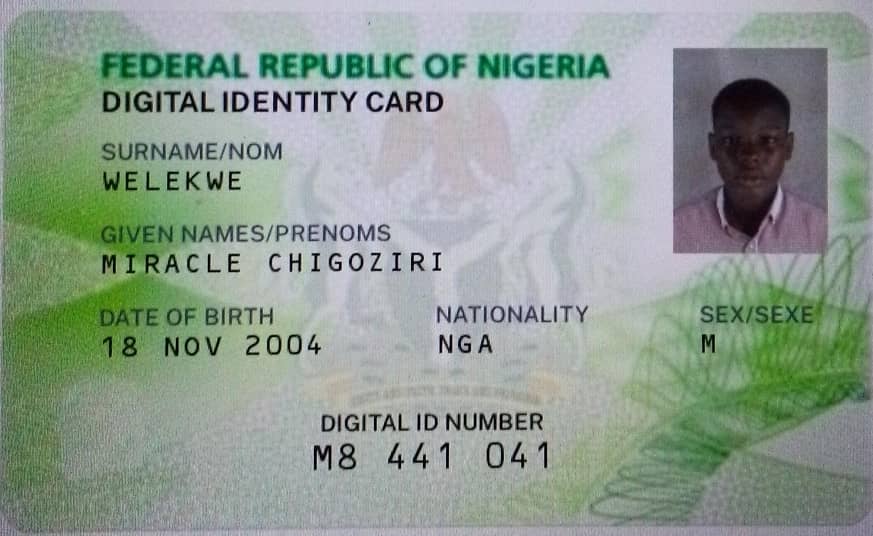 FEDERAL REPUBLIC OF NIGERIA
DIGITAL IDENTITY CARD
SURNAME/NOM
WELEKWE
GIVEN NAMES/PRENOMS
MIRACLE CHIGOZIRI
DATE OF BIRTH
18 NOV 2004
NATIONALITY
NGA
SEX/SEXE
M
DIGITAL ID NUMBER
M8 441 041